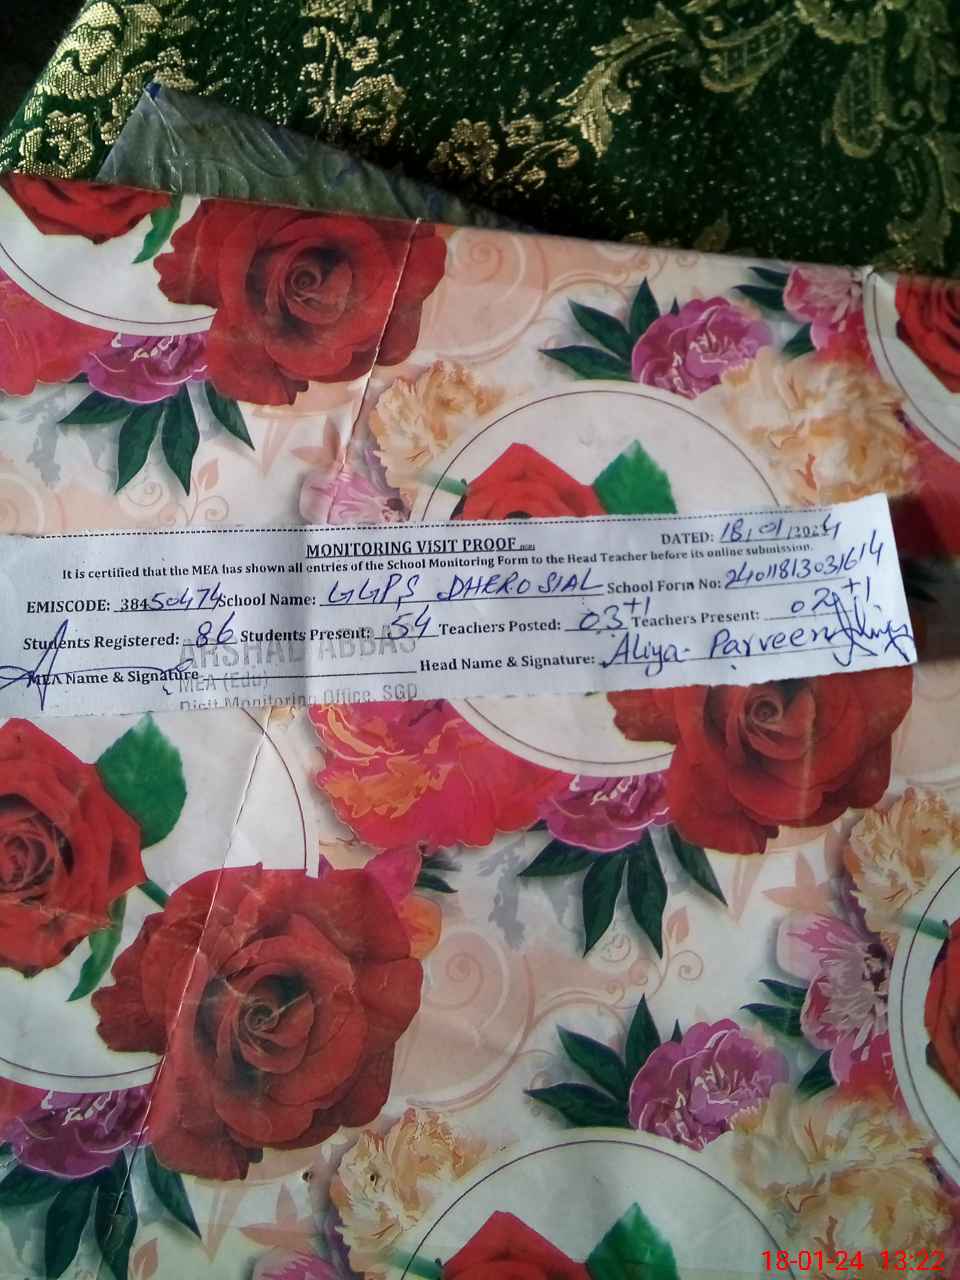 MONITORING VISIT PROOF
DATED: 18/01/2024
It is certified that the MEA has shown all entries of the School Monitoring Form to the Head Teacher before its online submission.
EMISCODE: 38450474 School Name: GGPS DHERO SIAL School Form No:
Students Registered: 86 Students Present: 54 Teachers Posted: 03+1 Teachers Present: 02+1
MEA Name & Signature Head Name & Signature: Aliya Parveen
ARSHAD ABBAS
MEA (Edu)
Distt Monitoring Office, SGD
18-01-24 13:22